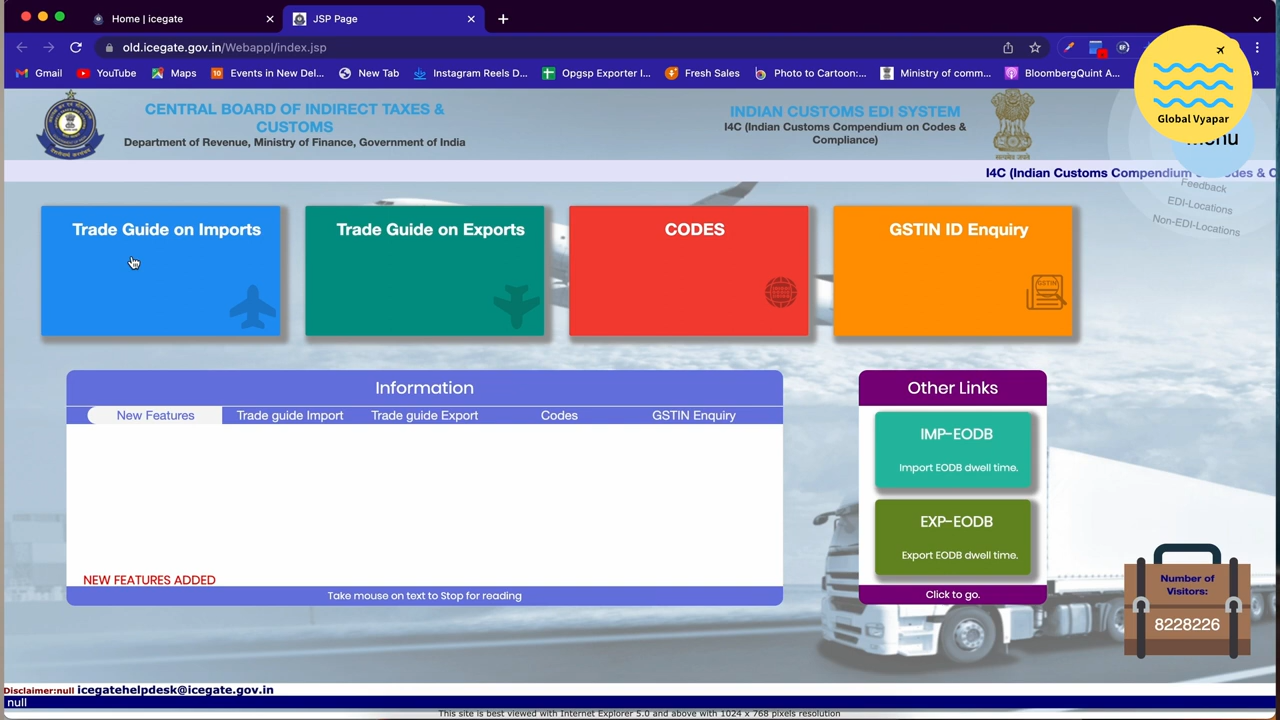 Home | icegate
JSP Page
old.icegate.gov.in/Webappl/index.jsp
Gmail
YouTube
Maps
Events in New Del...
New Tab
Instagram Reels D...
Opgsp Exporter I...
Fresh Sales
Photo to Cartoon:...
Ministry of comm...
BloombergQuint A...
»
Global Vyapar
CENTRAL BOARD OF INDIRECT TAXES &
CUSTOMS
Department of Revenue, Ministry of Finance, Government of India
INDIAN CUSTOMS EDI SYSTEM
I4C (Indian Customs Compendium on Codes &
Compliance)
Menu
I4C (Indian Customs Compendium
des & C
Feedback
EDI-Locations
Non-EDI-Locations
Trade Guide on Imports
Trade Guide on Exports
CODES
GSTIN ID Enquiry
GSTIN
Information
New Features
Trade guide Import
Trade guide Export
Codes
GSTIN Enquiry
NEW FEATURES ADDED
Take mouse on text to Stop for reading
Other Links
IMP-EODB
Import EODB dwell time.
EXP-EODB
Export EODB dwell time.
Click to go.
Number of
Visitors:
8228226
Disclaimer:null icegatehelpdesk@icegate.gov.in
null
This site is best viewed with Internet Explorer 5.0 and above with 1024 x 768 pixels resolution